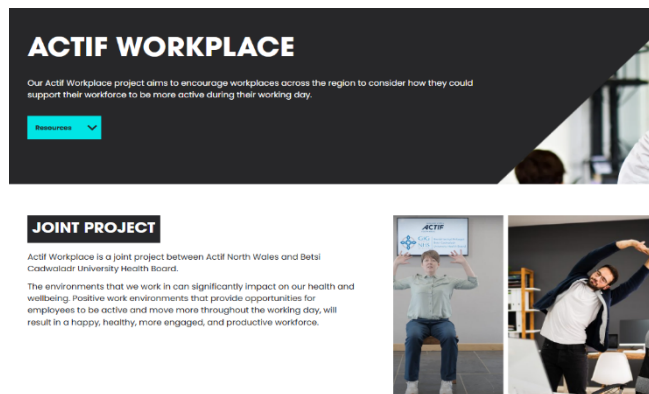 ACTIF WORKPLACE
Our Actif Workplace project aims to encourage workplaces across the region to consider how they could
support their workforce to be more active during their working day.
Resources
JOINT PROJECT
Actif Workplace is a joint project between Actif North Wales and Betsi
Cadwaladr University Health Board.
The environments that we work in can significantly impact on our health and
wellbeing. Positive work environments that provide opportunities for
employees to be active and move more throughout the working day, will
result in a happy, healthy, more engaged, and productive workforce.
ACTIF
GIG